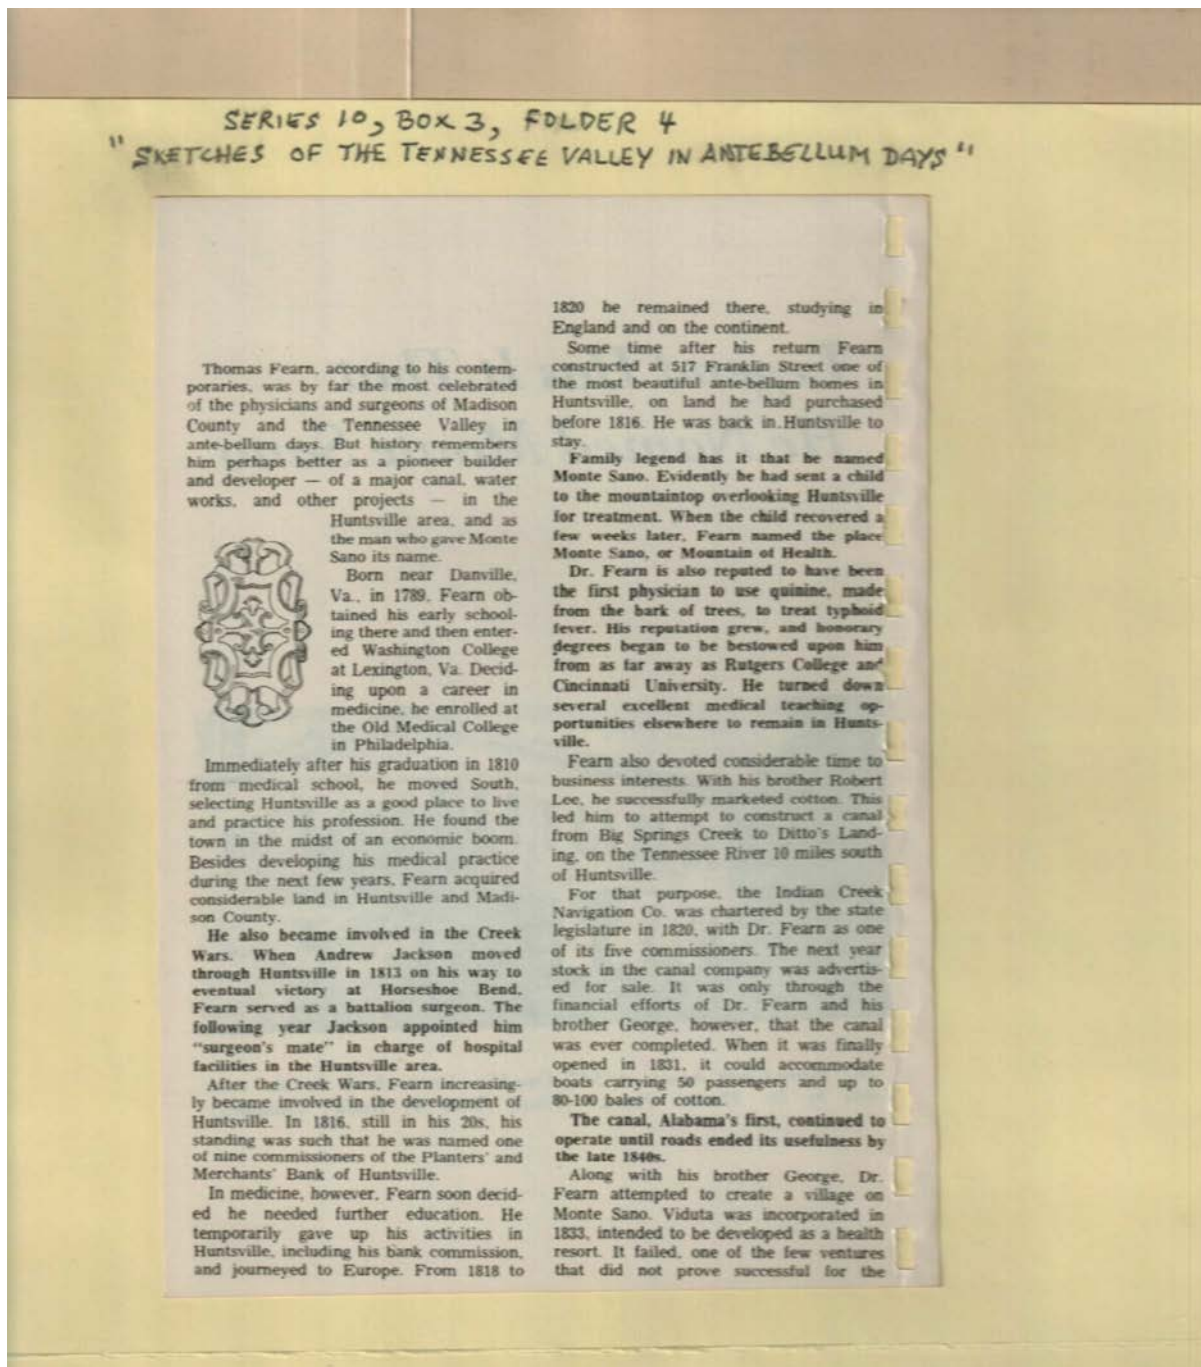 SERIES 10, BOX 3, FOLDER 4
"SKETCHES OF THE TENNESSEE VALLEY IN ANTEBELLUM DAYS"
Thomas Fearn, according to his contem-
poraries, was by far the most celebrated
of the physicians and surgeons of Madison
County and the Tennessee Valley in
ante-bellum days. But history remembers
him perhaps better as a pioneer builder
and developer — of a major canal, water
works, and other projects — in the
Huntsville area, and as
the man who gave Monte
Sano its name.
Born near Danville,
Va., in 1789, Fearn ob-
tained his early school-
ing there and then enter-
ed Washington College
at Lexington, Va. Decid-
ing upon a career in
medicine, he enrolled at
the Old Medical College
in Philadelphia.
Immediately after his graduation in 1810
from medical school, he moved South,
selecting Huntsville as a good place to live
and practice his profession. He found the
town in the midst of an economic boom.
Besides developing his medical practice
during the next few years, Fearn acquired
considerable land in Huntsville and Madi-
son County.
He also became involved in the Creek
Wars. When Andrew Jackson moved
through Huntsville in 1813 on his way to
eventual victory at Horseshoe Bend,
Fearn served as a battalion surgeon. The
following year Jackson appointed him
"surgeon's mate" in charge of hospital
facilities in the Huntsville area.
After the Creek Wars, Fearn increasing-
ly became involved in the development of
Huntsville. In 1816, still in his 20s, his
standing was such that he was named one
of nine commissioners of the Planters' and
Merchants' Bank of Huntsville.
In medicine, however, Fearn soon decid-
ed he needed further education. He
temporarily gave up his activities in
Huntsville, including his bank commission,
and journeyed to Europe. From 1818 to
1820 he remained there, studying in
England and on the continent.
Some time after his return Fearn
constructed at 517 Franklin Street one of
the most beautiful ante-bellum homes in
Huntsville, on land he had purchased
before 1816. He was back in Huntsville to
stay.
Family legend has it that he named
Monte Sano. Evidently he had sent a child
to the mountaintop overlooking Huntsville
for treatment. When the child recovered a
few weeks later, Fearn named the place
Monte Sano, or Mountain of Health.
Dr. Fearn is also reputed to have been
the first physician to use quinine, made
from the bark of trees, to treat typhoid
fever. His reputation grew, and honorary
degrees began to be bestowed upon him
from as far away as Rutgers College and
Cincinnati University. He turned down
several excellent medical teaching op-
portunities elsewhere to remain in Hunts-
ville.
Fearn also devoted considerable time to
business interests. With his brother Robert
Lee, he successfully marketed cotton. This
led him to attempt to construct a canal
from Big Springs Creek to Ditto's Land-
ing, on the Tennessee River 10 miles south
of Huntsville.
For that purpose, the Indian Creek
Navigation Co. was chartered by the state
legislature in 1820, with Dr. Fearn as one
of its five commissioners. The next year
stock in the canal company was advertis-
ed for sale. It was only through the
financial efforts of Dr. Fearn and his
brother George, however, that the canal
was ever completed. When it was finally
opened in 1831, it could accommodate
boats carrying 50 passengers and up to
80-100 bales of cotton.
The canal, Alabama's first, continued to
operate until roads ended its usefulness by
the late 1840s.
Along with his brother George, Dr.
Fearn attempted to create a village on
Monte Sano. Viduta was incorporated in
1833, intended to be developed as a health
resort. It failed, one of the few ventures
that did not prove successful for the